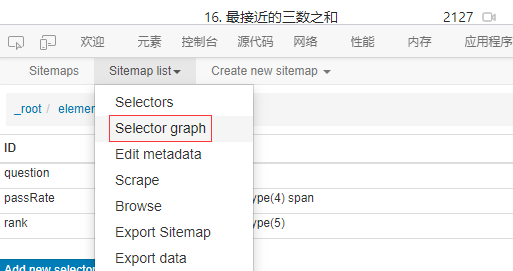 16. 最接近的三数之和 2127
欢迎 元素 控制台 源代码 网络 性能 内存 应用程序
Sitemaps Sitemap list Create new sitemap
_root / elemen
Selectors
Selector graph
ID
Edit metadata
question
Scrape
passRate ype(4) span
Browse
rank ype(5)
Export Sitemap
Export data
Add new selector